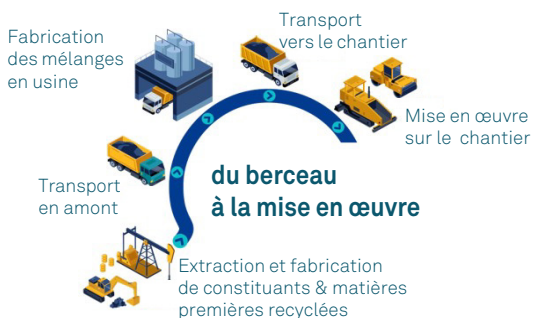 Transport
vers le chantier
Fabrication
des mélanges
en usine
Mise en œuvre
sur le chantier
du berceau
à la mise en œuvre
Transport
en amont
Extraction et fabrication
de constituants & matières
premières recyclées